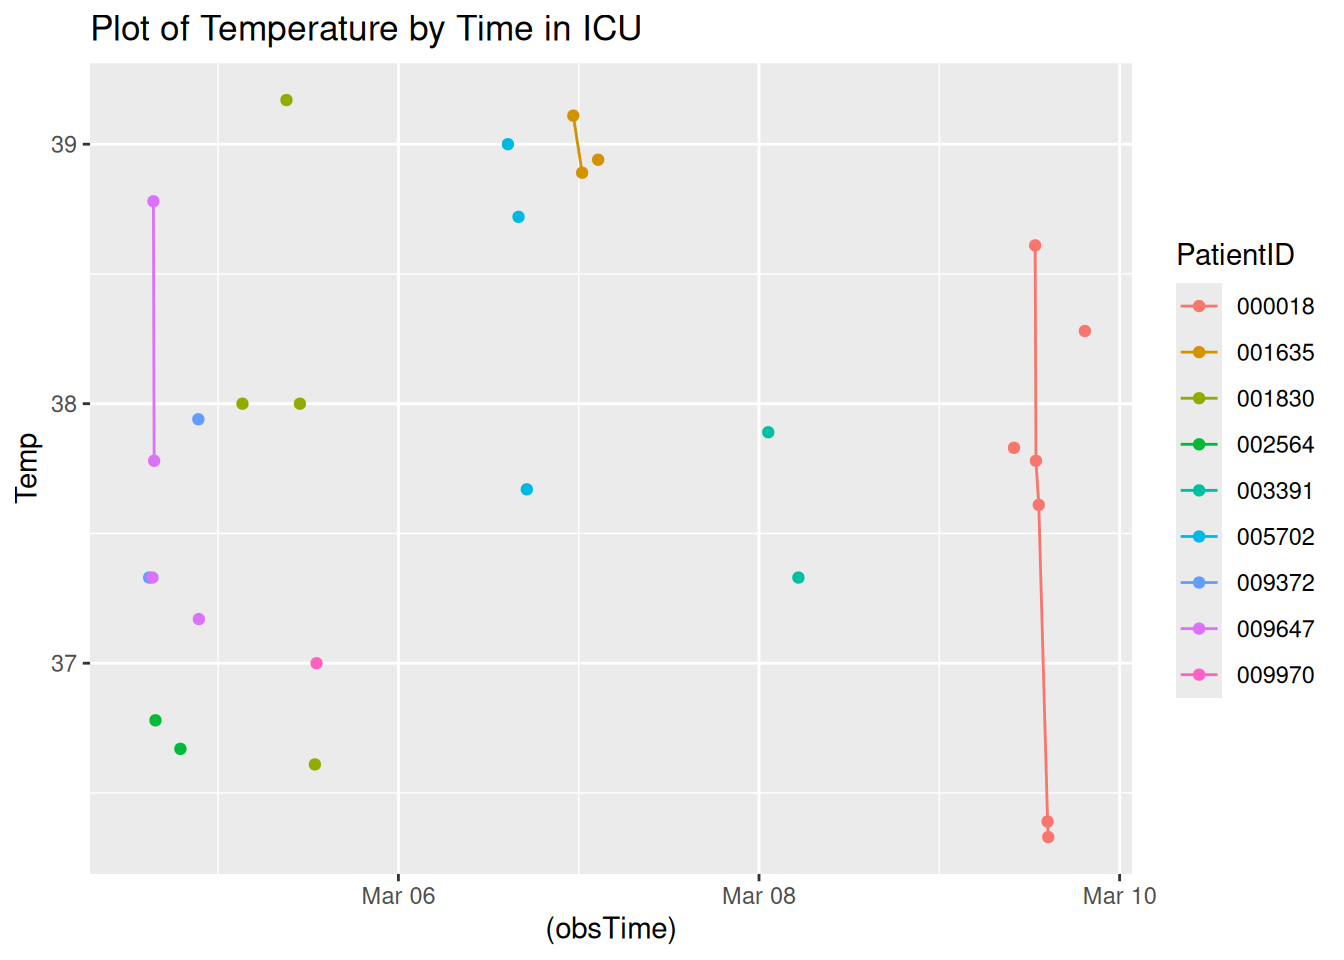 Plot of Temperature by Time in ICU
39
38
37
Temp
Mar 06
Mar 08
Mar 10
(obsTime)
PatientID
000018
001635
001830
002564
003391
005702
009372
009647
009970